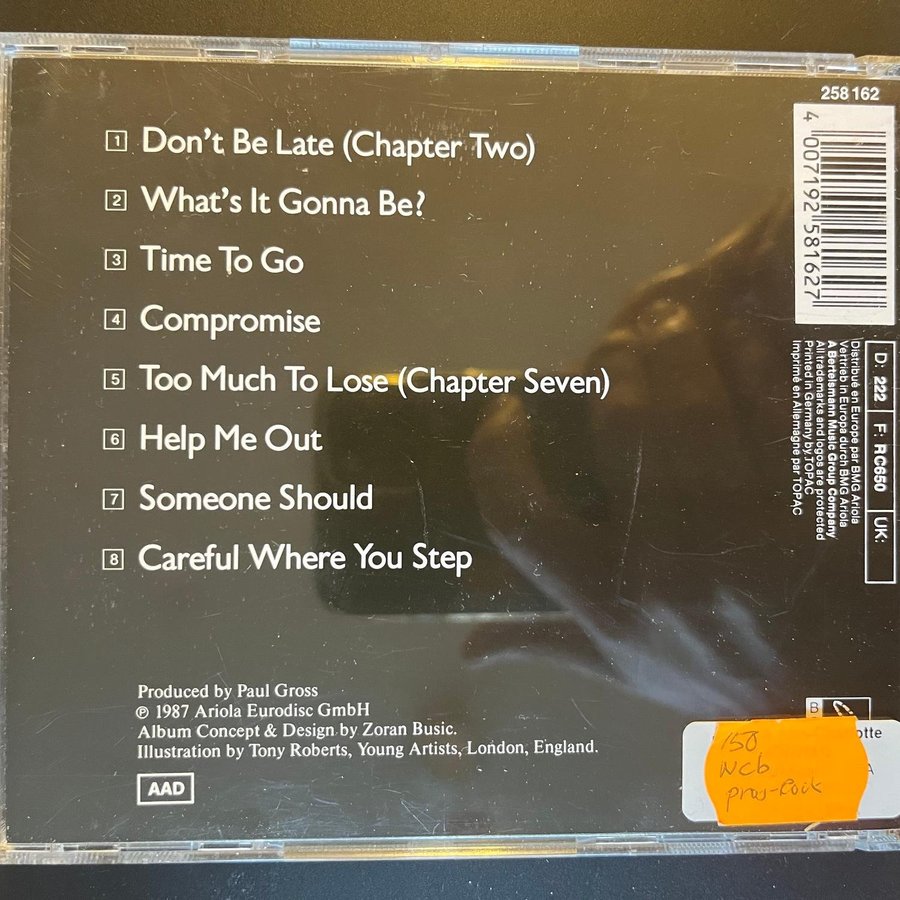 258 162
1 Don't Be Late (Chapter Two)
2 What's It Gonna Be?
3 Time To Go
4 Compromise
5 Too Much To Lose (Chapter Seven)
6 Help Me Out
7 Someone Should
8 Careful Where You Step
4 007192 581627
D: 222 F: RC650 UK:
Distribué en Europe par BMG Ariola
Vertrieb in Europa durch BMG Ariola
A Bertelsmann Music Group Company
All trademarks and logos are protected
Printed in Germany by TOPAC
Imprimé en Allemagne par TOPAC
Produced by Paul Gross
℗ 1987 Ariola Eurodisc GmbH
Album Concept & Design by Zoran Busic.
Illustration by Tony Roberts, Young Artists, London, England.
AAD
B
otte
A
150
NCB